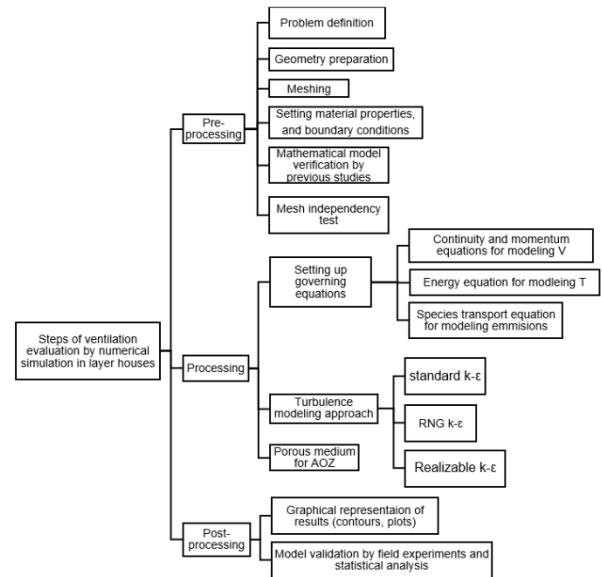 Problem definition
Geometry preparation
Meshing
Setting material properties,
and boundary conditions
Pre-
processing
Mathematical model
verification by
previous studies
Mesh independency
test
Continuity and momentum
equations for modeling V
Setting up
governing
equations
Energy equation for modleing T
Species transport equation
for modeling emmisions
Steps of ventilation
evaluation by numerical
simulation in layer houses
Processing
standard k-ε
Turbulence
modeling approach
RNG k-ε
Porous medium
for AOZ
Realizable k-ε
Graphical representaion of
results (contours, plots)
Post-
processing
Model validation by field experiments and
statistical analysis